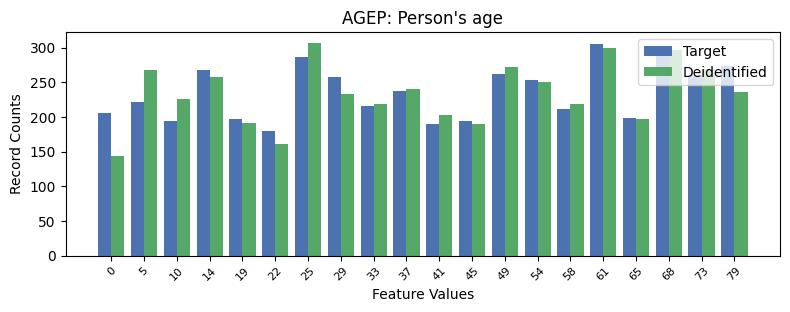 AGEP: Person's age
Target
Deidentified
Record Counts
300
250
200
150
100
50
0
0 5 10 14 19 22 25 29 33 37 41 45 49 54 58 61 65 68 73 79
Feature Values